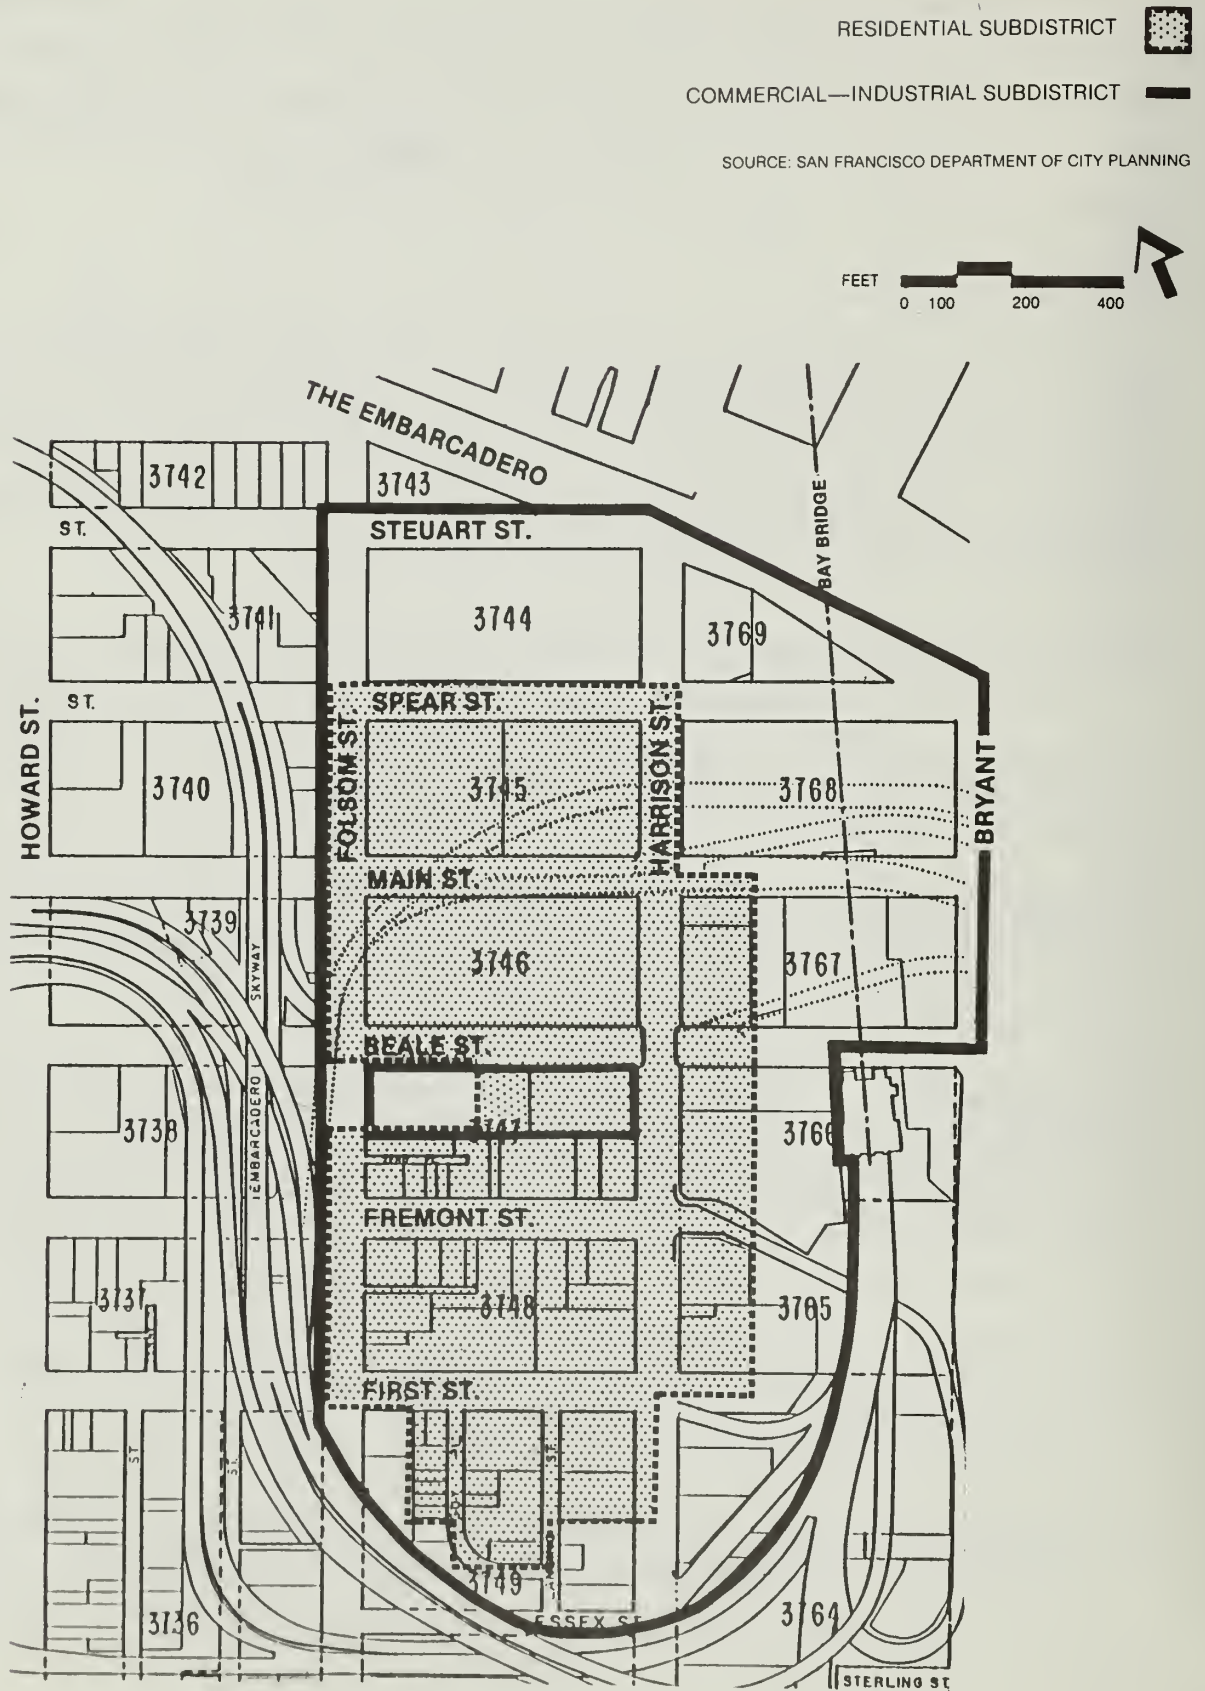 RESIDENTIAL SUBDISTRICT
COMMERCIAL—INDUSTRIAL SUBDISTRICT
SOURCE: SAN FRANCISCO DEPARTMENT OF CITY PLANNING
FEET
0 100 200 400
THE EMBARCADERO
3742
3743
ST.
STEUART ST.
BAY BRIDGE
3741
3744
3769
ST.
SPEAR ST.
HOWARD ST.
FOLSOM ST.
HARRISON ST.
BRYANT
3740
3745
3768
MAIN ST.
3739
3746
3767
SKYWAY
BEALE ST.
EMBARCADERO
3738
3747
3766
FREMONT ST.
3737
3748
3765
FIRST ST.
ST
ST.
ST.
3749
3736
ESSEX ST
3764
STERLING ST